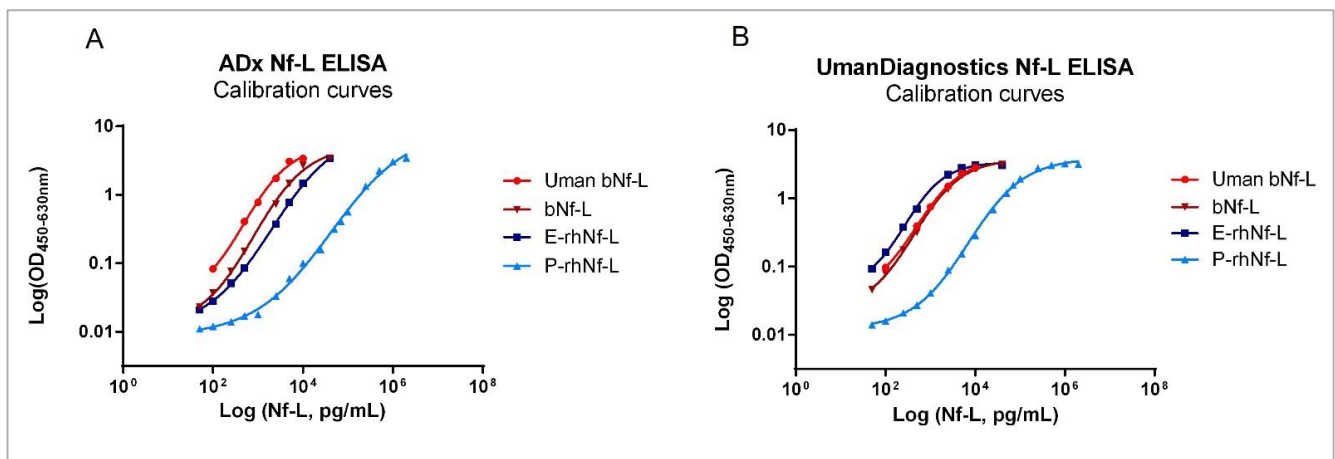 A
ADx Nf-L ELISA
Calibration curves
10
1
0.1
0.01
Log(OD450-630nm)
10^0
10^2
10^4
10^6
10^8
Log (Nf-L, pg/mL)
Uman bNf-L
bNf-L
E-rhNf-L
P-rhNf-L
B
UmanDiagnostics Nf-L ELISA
Calibration curves
10
1
0.1
0.01
Log (OD450-630nm)
10^0
10^2
10^4
10^6
10^8
Log (Nf-L, pg/mL)
Uman bNf-L
bNf-L
E-rhNf-L
P-rhNf-L